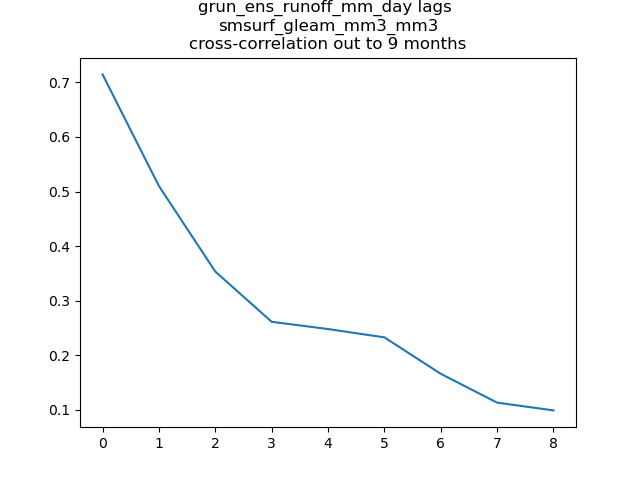 grun_ens_runoff_mm_day lags
smsurf_gleam_mm3_mm3
cross-correlation out to 9 months
0.7
0.6
0.5
0.4
0.3
0.2
0.1
0 1 2 3 4 5 6 7 8